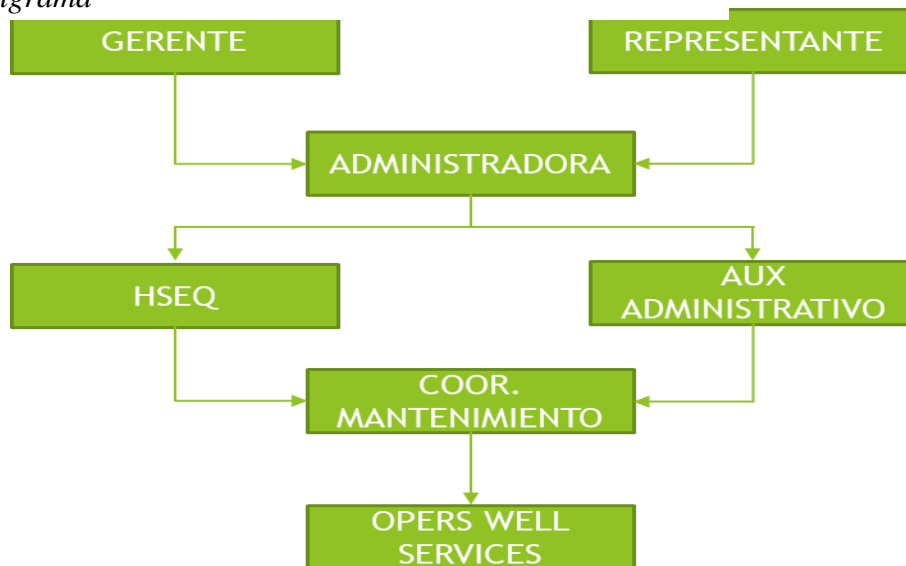 GERENTE
REPRESENTANTE
ADMINISTRADORA
HSEQ
AUX
ADMINISTRATIVO
COOR.
MANTENIMIENTO
OPERS WELL
SERVICES